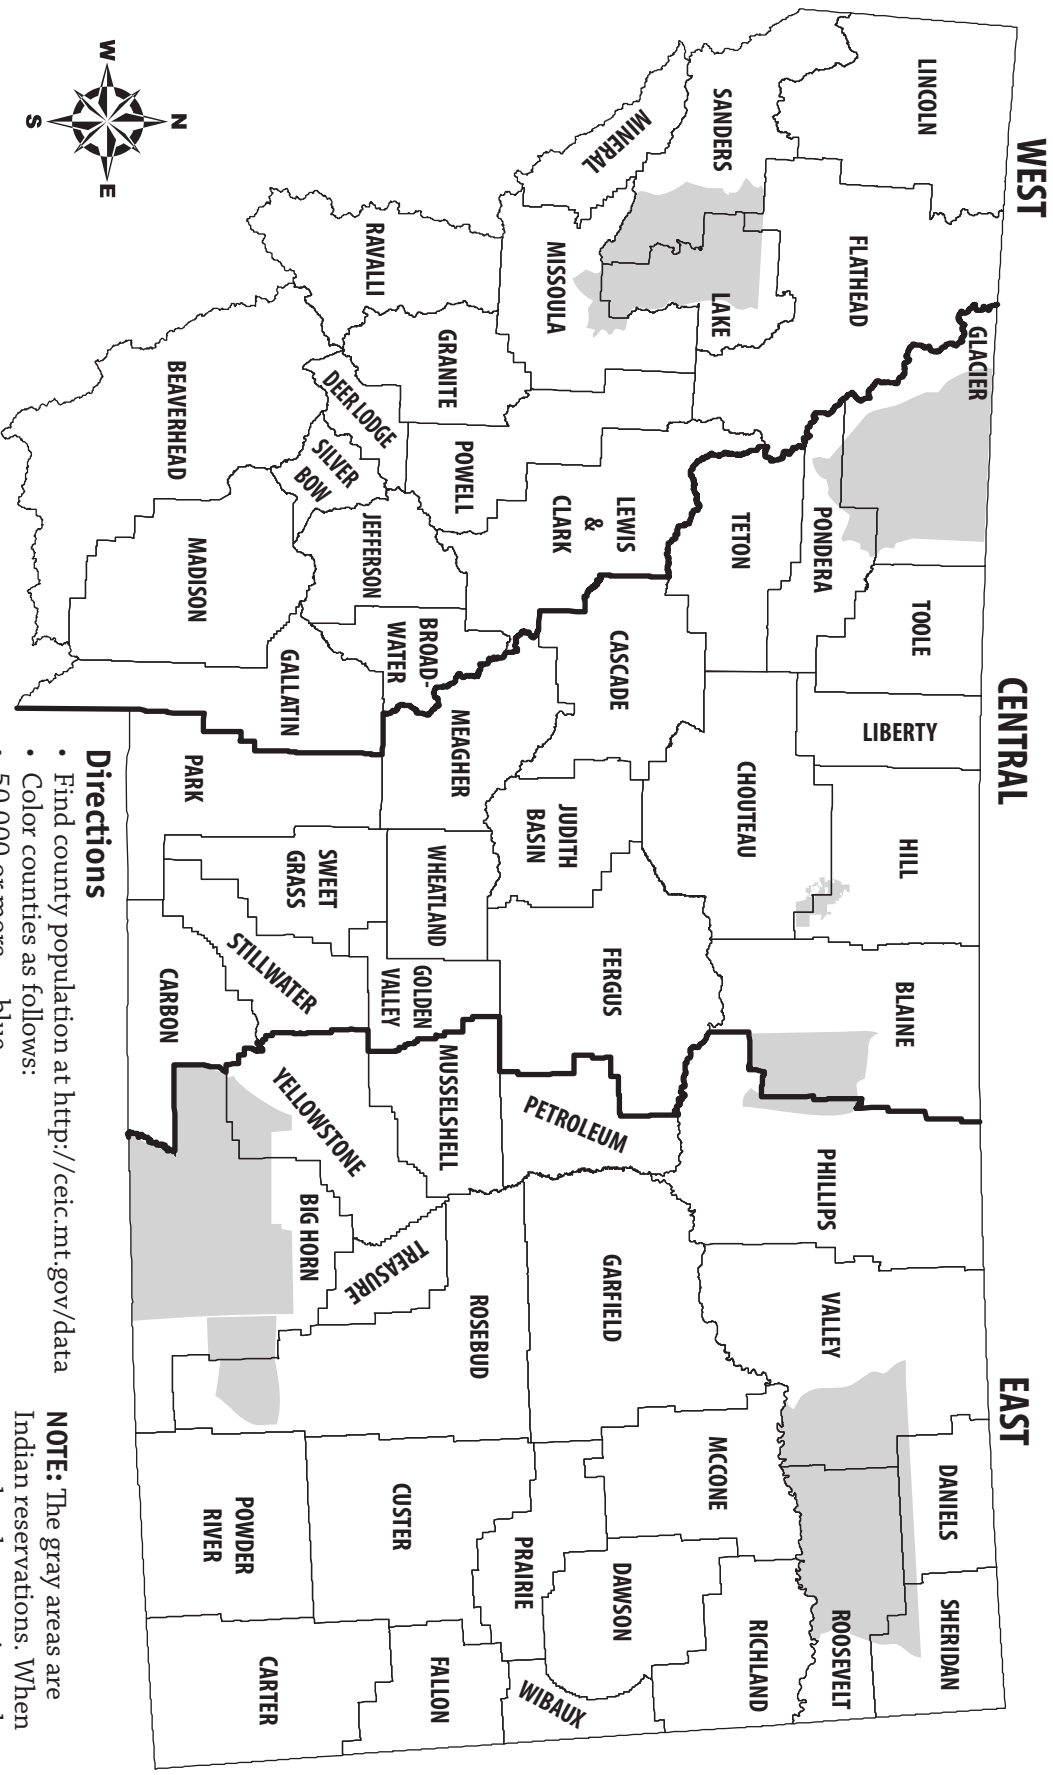 WEST
CENTRAL
EAST
LINCOLN
SANDERS
MINERAL
FLATHEAD
LAKE
MISSOULA
RAVALLI
GRANITE
DEER LODGE
SILVER
BOW
POWELL
BEAVERHEAD
MADISON
JEFFERSON
LEWIS
&
CLARK
BROAD-
WATER
GALLATIN
GLACIER
TETON
PONDERA
TOOLE
LIBERTY
HILL
CHOUTEAU
CASCADE
MEAGHER
JUDITH
BASIN
PARK
SWEET
GRASS
WHEATLAND
FERGUS
BLAINE
GOLDEN
VALLEY
STILLWATER
CARBON
MUSSELSHELL
YELLOWSTONE
PETROLEUM
PHILLIPS
BIG HORN
TREASURE
ROSEBUD
GARFIELD
VALLEY
DANIELS
SHERIDAN
ROOSEVELT
MCCONE
RICHLAND
DAWSON
PRAIRIE
WIBAUX
CUSTER
FALLON
POWDER
RIVER
CARTER
N
W
E
S
Directions
• Find county population at http://ceic.mt.gov/data
• Color counties as follows:
NOTE: The gray areas are
Indian reservations. When